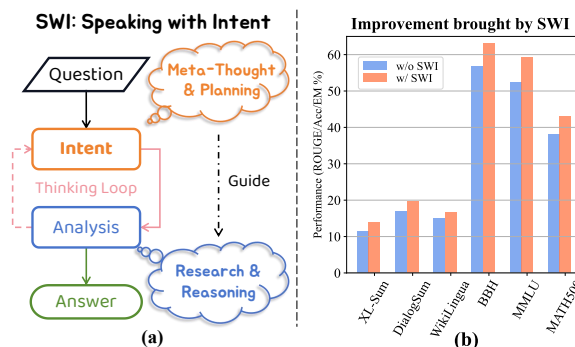 SWI: Speaking with Intent
Question
Meta-Thought
& Planning
Intent
Thinking Loop
Guide
Analysis
Research &
Reasoning
Answer
(a)
Improvement brought by SWI
Performance (ROUGE/Acc/EM %)
60
50
40
30
20
10
0
w/o SWI
w/ SWI
XL-Sum
DialogSum
WikiLingua
BBH
MMLU
MATH500
(b)